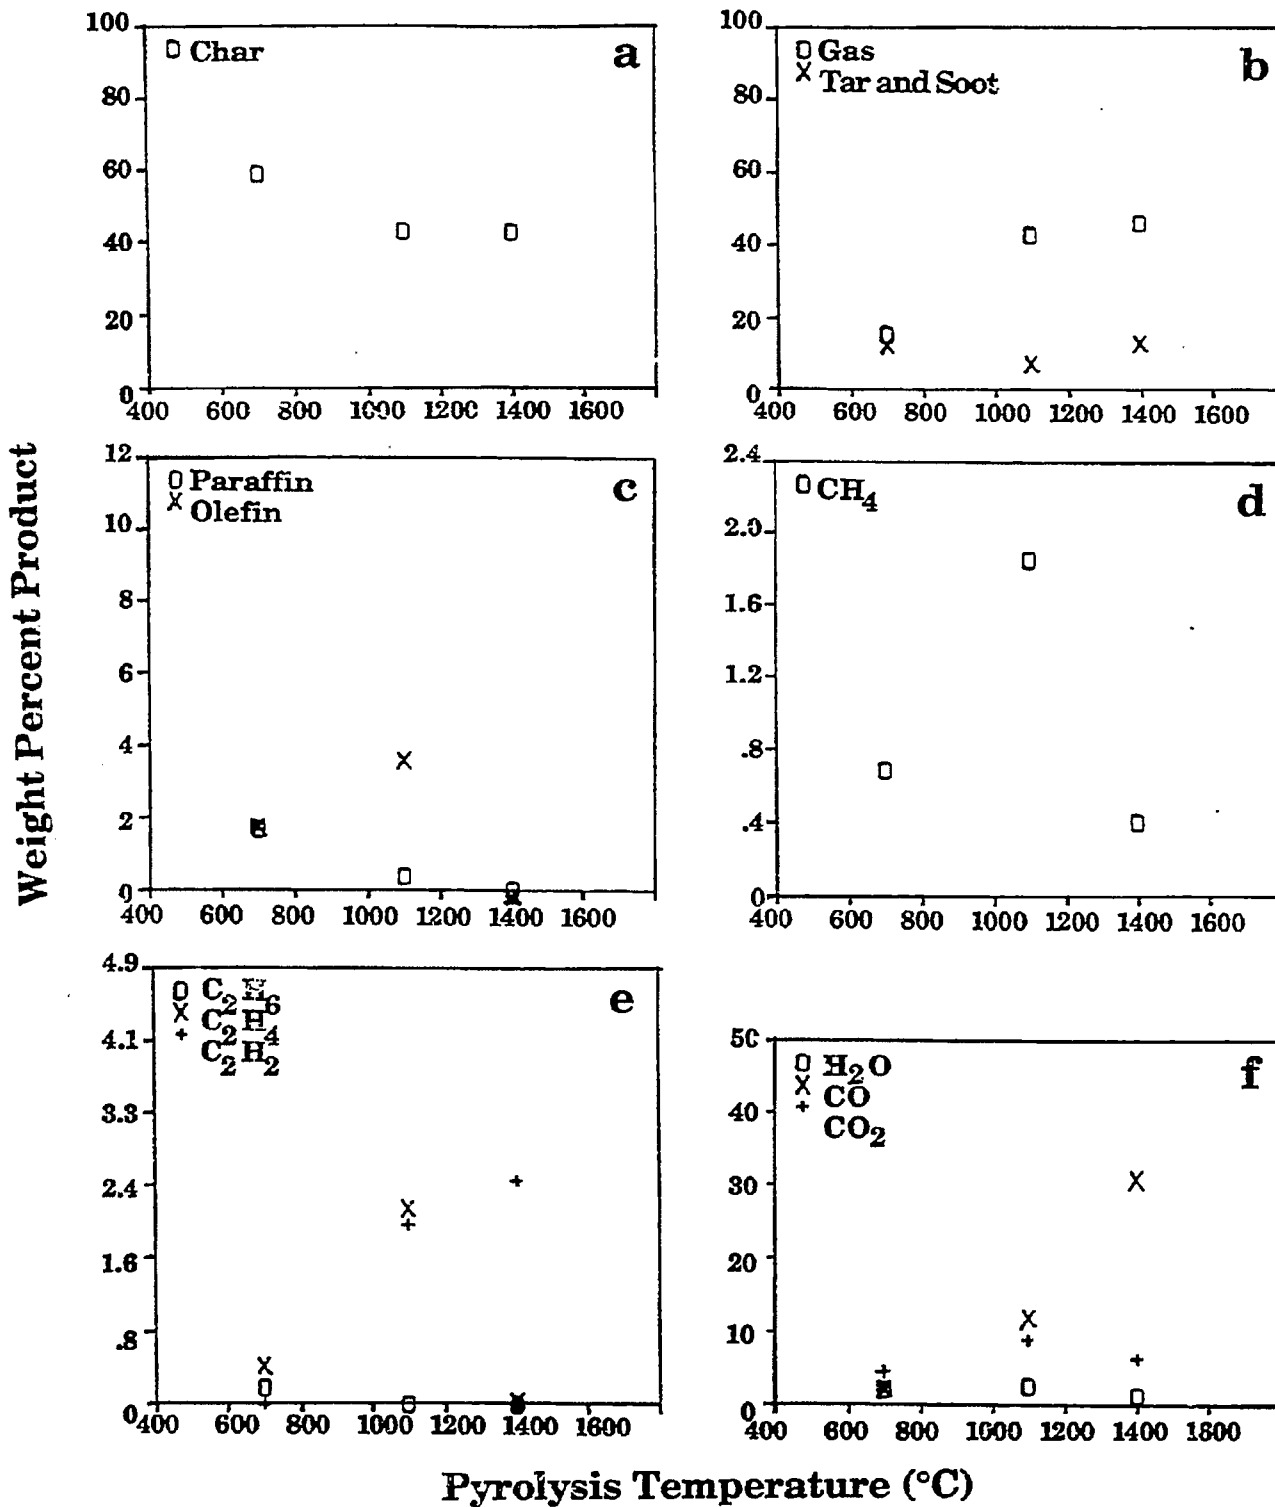 Weight Percent Product
100
80
60
40
20
0
400 600 800 1000 1200 1400 1600
Char
a
100
80
60
40
20
0
400 600 800 1000 1200 1400 1600
Gas
Tar and Soot
b
12
10
8
6
4
2
0
400 600 800 1000 1200 1400 1600
Paraffin
Olefin
c
2.4
2.0
1.6
1.2
.8
.4
0
400 600 800 1000 1200 1400 1600
CH4
d
4.9
4.1
3.3
2.4
1.6
.8
0
400 600 800 1000 1200 1400 1600
C2H6
C2H4
C2H2
e
50
40
30
20
10
0
400 600 800 1000 1200 1400 1800
H2O
CO
CO2
f
Pyrolysis Temperature (°C)